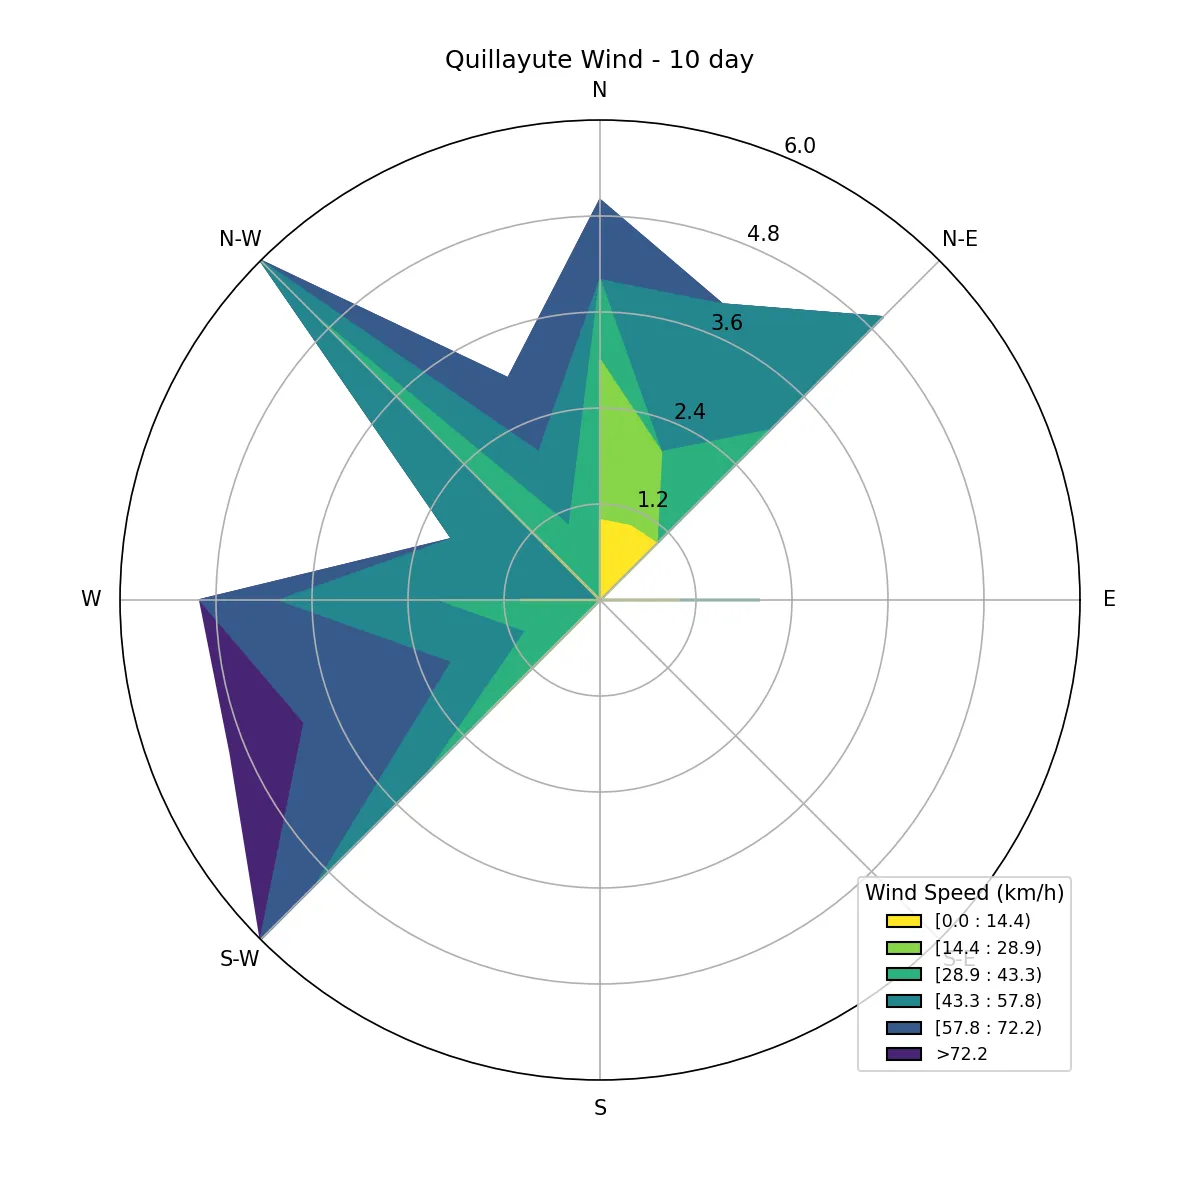 Quillayute Wind - 10 day
N
6.0
N-W
4.8
N-E
3.6
2.4
1.2
W
E
S-W
S-E
Wind Speed (km/h)
[0.0 : 14.4)
[14.4 : 28.9)
[28.9 : 43.3)
[43.3 : 57.8)
[57.8 : 72.2)
>72.2
S